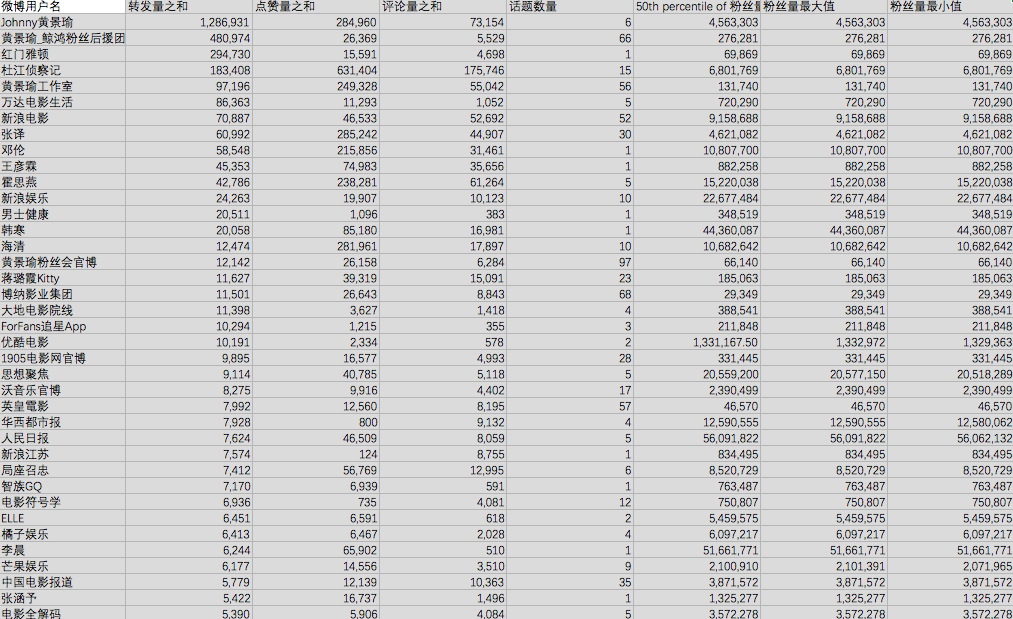 微博用户名 转发量之和 点赞量之和 评论量之和 话题数量 50th percentile of 粉丝量 粉丝量最大值 粉丝量最小值
Johnny黄景瑜 1,286,931 284,960 73,154 6 4,563,303 4,563,303 4,563,303
黄景瑜_鲸鸿粉丝后援团 480,974 26,369 5,529 66 276,281 276,281 276,281
红门雅顿 294,730 15,591 4,698 1 69,869 69,869 69,869
杜江侦察记 183,408 631,404 175,746 15 6,801,769 6,801,769 6,801,769
黄景瑜工作室 97,196 249,328 55,042 56 131,740 131,740 131,740
万达电影生活 86,363 11,293 1,052 5 720,290 720,290 720,290
新浪电影 70,887 46,533 52,692 52 9,158,688 9,158,688 9,158,688
张译 60,992 285,242 44,907 30 4,621,082 4,621,082 4,621,082
邓伦 58,548 215,856 31,461 1 10,807,700 10,807,700 10,807,700
王彦霖 45,353 74,983 35,656 1 882,258 882,258 882,258
霍思燕 42,786 238,281 61,264 5 15,220,038 15,220,038 15,220,038
新浪娱乐 24,263 19,907 10,123 10 22,677,484 22,677,484 22,677,484
男士健康 20,511 1,096 383 1 348,519 348,519 348,519
韩寒 20,058 85,180 16,981 1 44,360,087 44,360,087 44,360,087
海清 12,474 281,961 17,897 10 10,682,642 10,682,642 10,682,642
黄景瑜粉丝会官博 12,142 26,158 6,284 97 66,140 66,140 66,140
蒋璐霞Kitty 11,627 39,319 15,091 23 185,063 185,063 185,063
博纳影业集团 11,501 26,643 8,843 68 29,349 29,349 29,349
大地电影院线 11,398 3,627 1,418 4 388,541 388,541 388,541
ForFans追星App 10,294 1,215 355 3 211,848 211,848 211,848
优酷电影 10,191 2,334 578 2 1,331,167.50 1,332,972 1,329,363
1905电影网官博 9,895 16,577 4,993 28 331,445 331,445 331,445
思想聚焦 9,114 40,785 5,118 5 20,559,200 20,577,150 20,518,289
沃音乐官博 8,275 9,916 4,402 17 2,390,499 2,390,499 2,390,499
英皇電影 7,992 12,560 8,195 57 46,570 46,570 46,570
华西都市报 7,928 800 9,132 4 12,590,555 12,590,555 12,580,062
人民日报 7,624 46,509 8,059 5 56,091,822 56,091,822 56,062,132
新浪江苏 7,574 124 8,755 1 834,495 834,495 834,495
局座召忠 7,412 56,769 12,995 6 8,520,729 8,520,729 8,520,729
智族GQ 7,170 6,939 591 1 763,487 763,487 763,487
电影符号学 6,936 735 4,081 12 750,807 750,807 750,807
ELLE 6,451 6,591 618 2 5,459,575 5,459,575 5,459,575
橘子娱乐 6,413 6,467 2,028 4 6,097,217 6,097,217 6,097,217
李晨 6,244 65,902 510 1 51,661,771 51,661,771 51,661,771
芒果娱乐 6,177 14,556 3,510 9 2,100,910 2,101,391 2,071,965
中国电影报道 5,779 12,139 10,363 35 3,871,572 3,871,572 3,871,572
张涵予 5,422 16,737 1,496 1 1,325,277 1,325,277 1,325,277
电影全解码 5,390 5,906 4,084 5 3,572,278 3,572,278 3,572,278